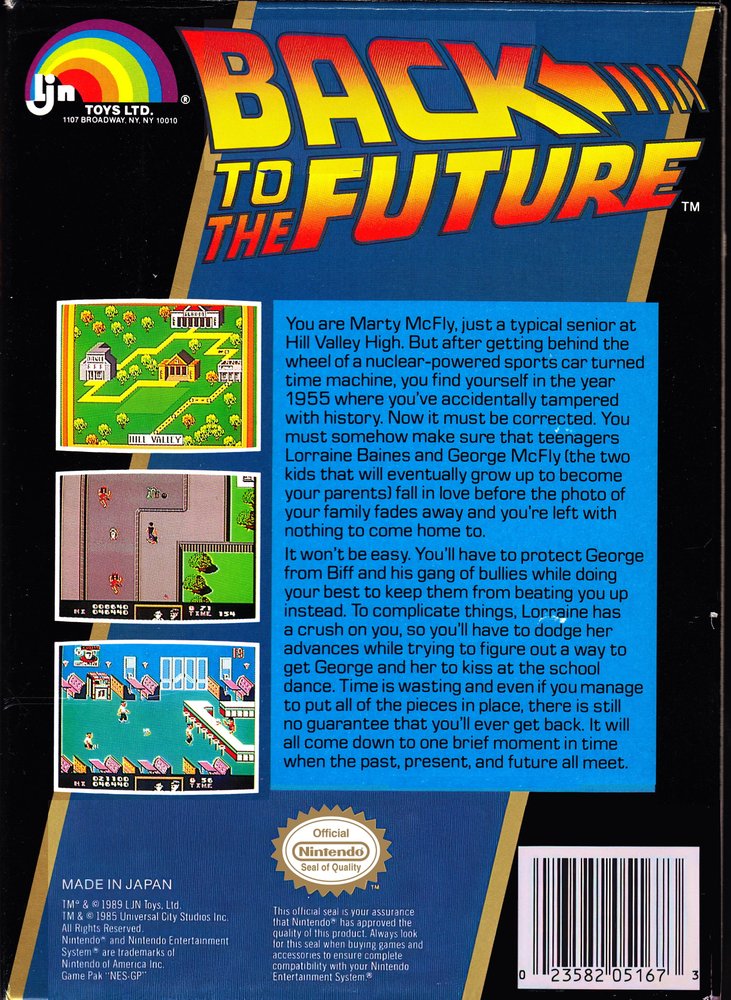 LJN
TOYS LTD.
®
1107 BROADWAY, NY, NY 10010
BACK
TO
THE FUTURE
TM
HILL VALLEY
006640
HI 046440
0.71
TIME 154
021100
HI 046440
0.56
TIME
You are Marty McFly, just a typical senior at
Hill Valley High. But after getting behind the
wheel of a nuclear-powered sports car turned
time machine, you find yourself in the year
1955 where you've accidentally tampered
with history. Now it must be corrected. You
must somehow make sure that teenagers
Lorraine Baines and George McFly (the two
kids that will eventually grow up to become
your parents) fall in love before the photo of
your family fades away and you're left with
nothing to come home to.
It won't be easy. You'll have to protect George
from Biff and his gang of bullies while doing
your best to keep them from beating you up
instead. To complicate things, Lorraine has
a crush on you, so you'll have to dodge her
advances while trying to figure out a way to
get George and her to kiss at the school
dance. Time is wasting and even if you manage
to put all of the pieces in place, there is still
no guarantee that you'll ever get back. It will
all come down to one brief moment in time
when the past, present, and future all meet.
MADE IN JAPAN
TM® & © 1989 LJN Toys, Ltd.
TM & © 1985 Universal City Studios Inc.
All Rights Reserved.
Nintendo® and Nintendo Entertainment
System® are trademarks of
Nintendo of America Inc.
Game Pak "NES-GP"
Official
Nintendo
Seal of Quality
TM
This official seal is your assurance
that Nintendo® has approved the
quality of this product. Always look
for this seal when buying games and
accessories to ensure complete
compatibility with your Nintendo
Entertainment System.®
0 23582 05167 3